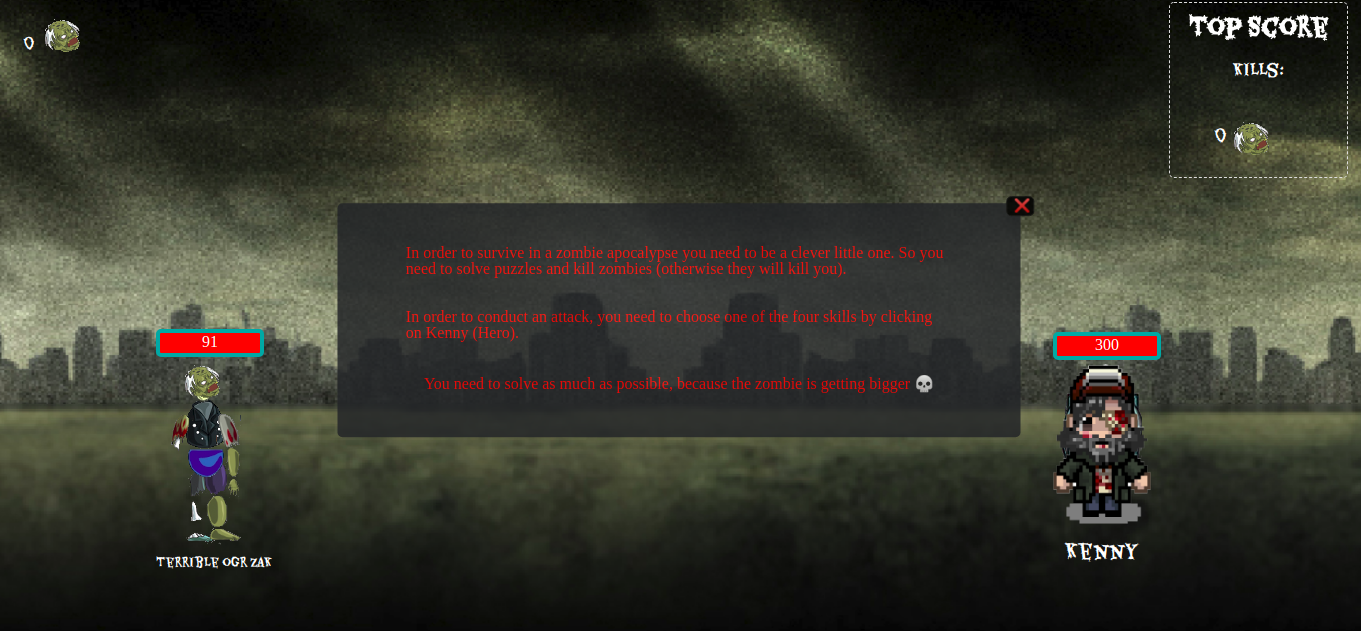 0
TOP SCORE
KILLS:
0
In order to survive in a zombie apocalypse you need to be a clever little one. So you
need to solve puzzles and kill zombies (otherwise they will kill you).
In order to conduct an attack, you need to choose one of the four skills by clicking
on Kenny (Hero).
You need to solve as much as possible, because the zombie is getting bigger 💀
91
300
TERRIBLE OGR ZAK
KENNY